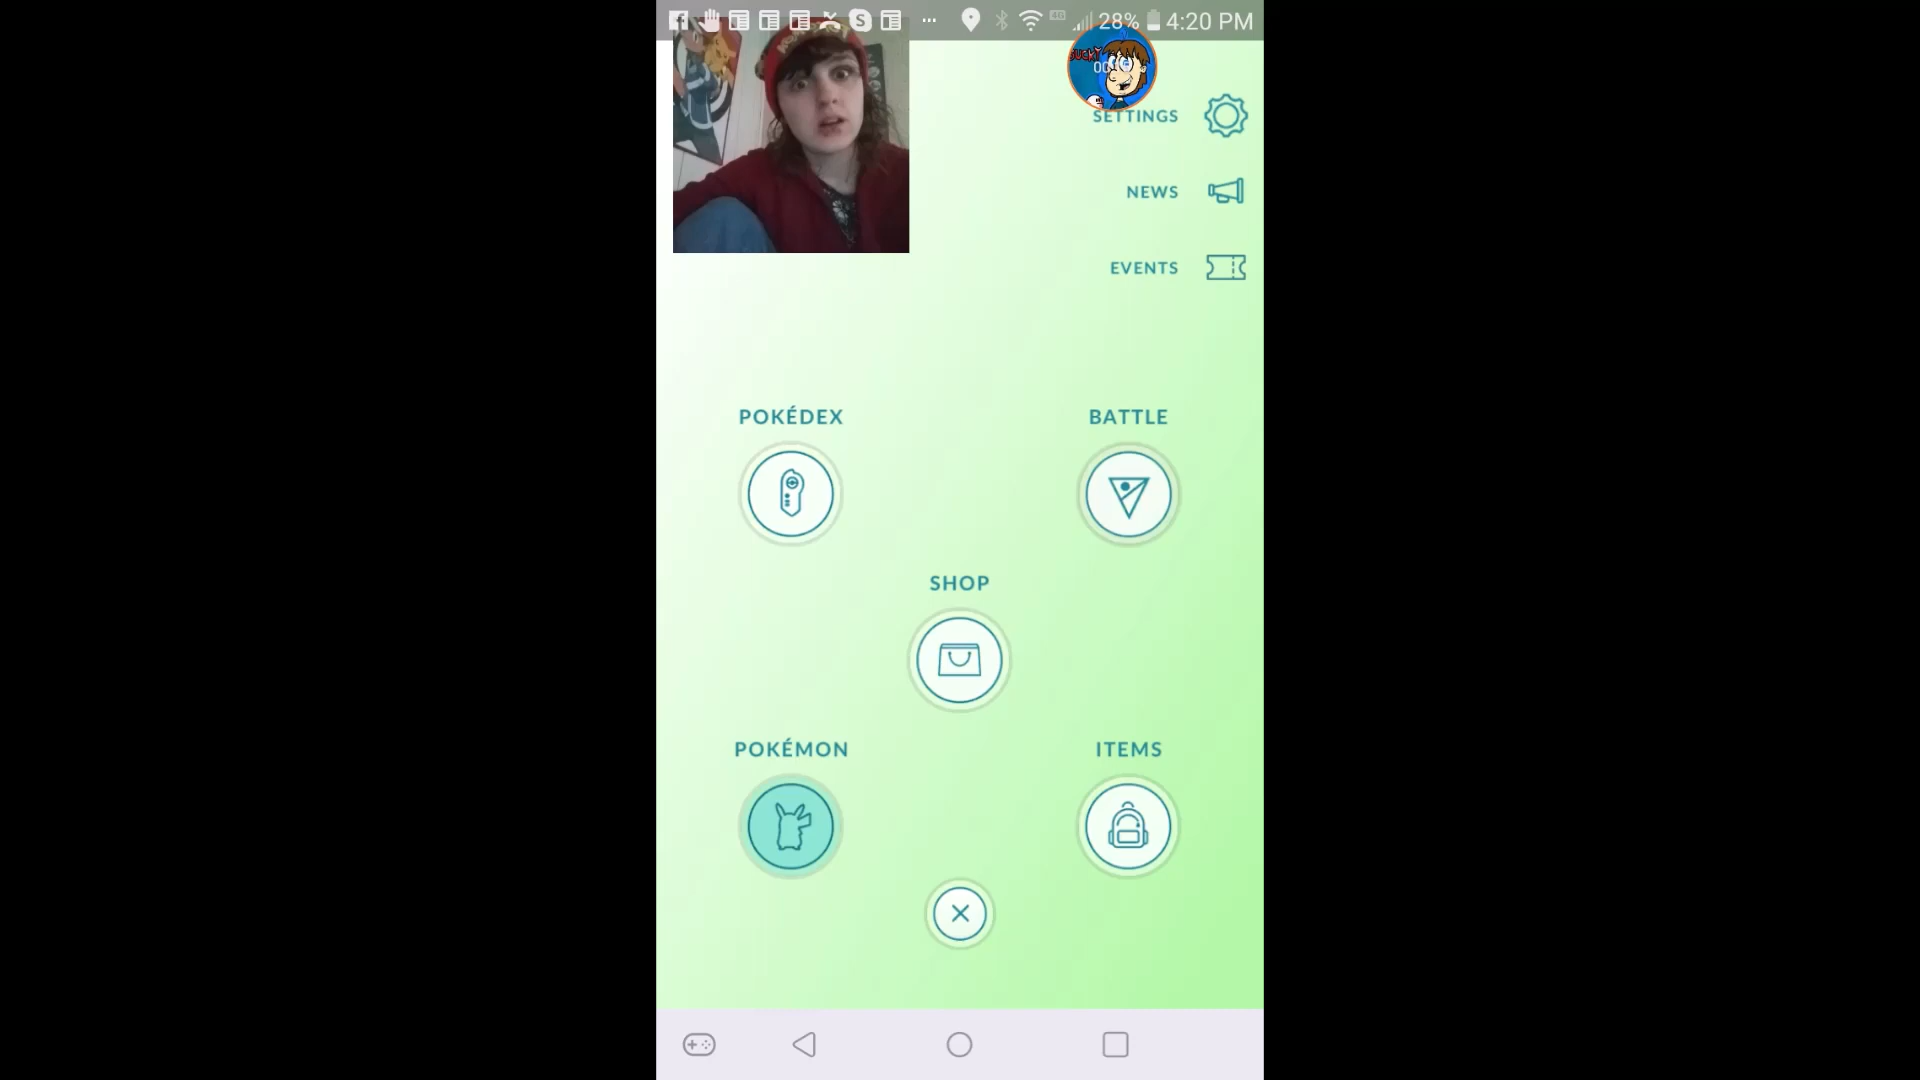 28% 4:20 PM
SETTINGS
NEWS
EVENTS
POKÉDEX
BATTLE
SHOP
POKÉMON
ITEMS